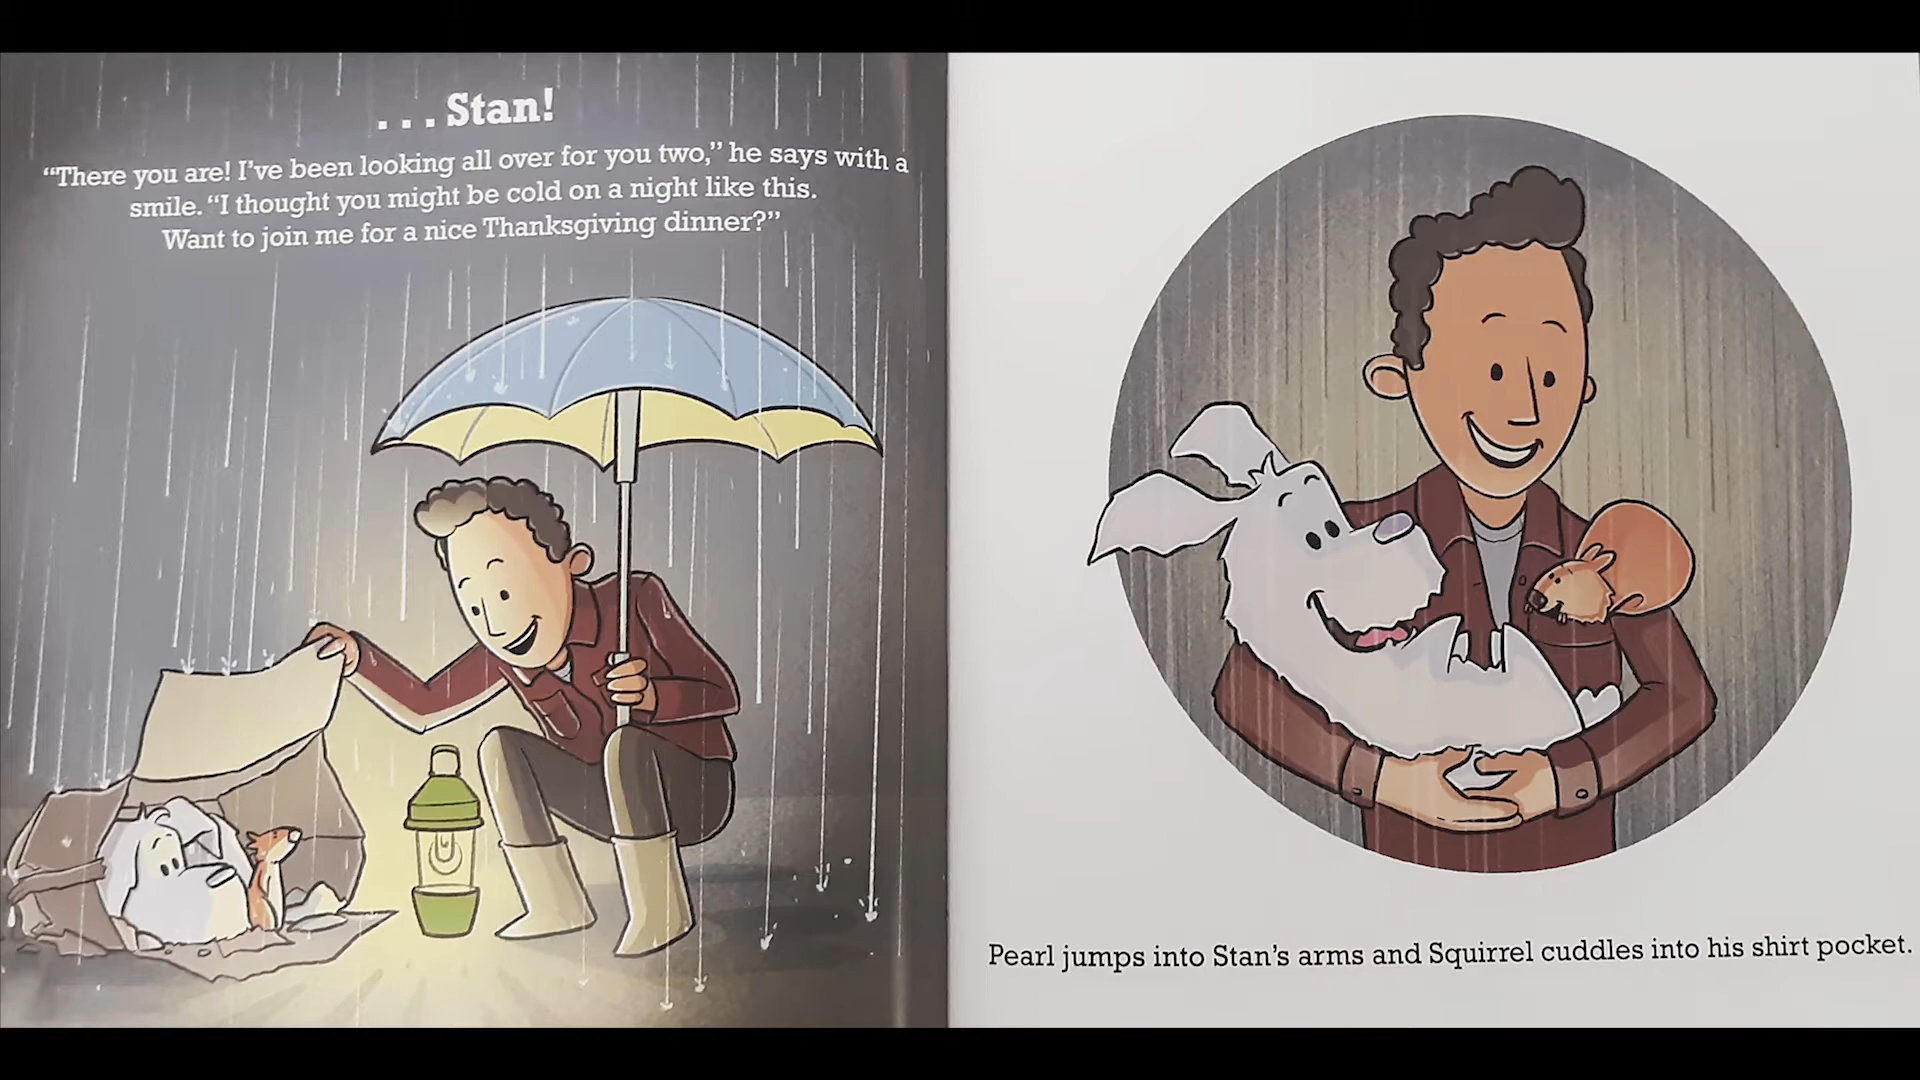 . . . Stan!
“There you are! I’ve been looking all over for you two,” he says with a
smile. “I thought you might be cold on a night like this.
Want to join me for a nice Thanksgiving dinner?”
Pearl jumps into Stan’s arms and Squirrel cuddles into his shirt pocket.